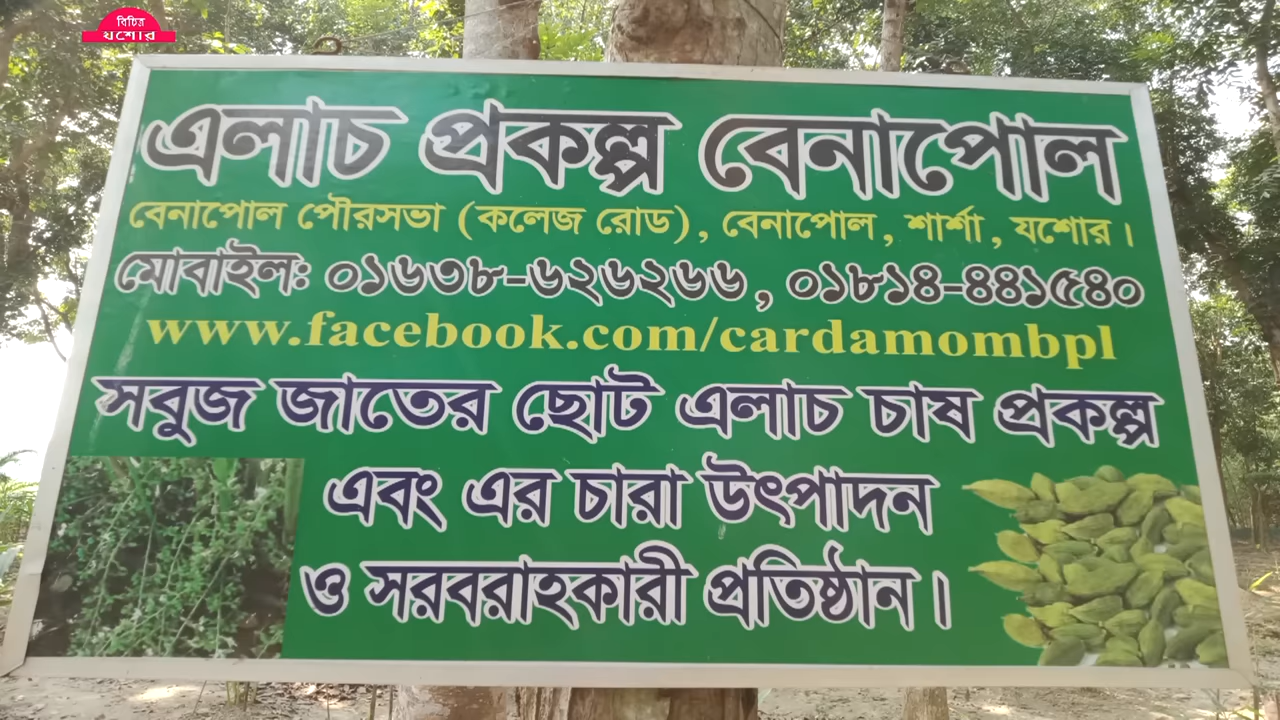 বিচিত্র
যশোর
এলাচ প্রকল্প বেনাপোল
বেনাপোল পৌরসভা (কলেজ রোড), বেনাপোল, শার্শা, যশোর।
মোবাইল: ০১৬৩৮-৬২৬২৬৬, ০১৮১৪-৪৪১৫৪০
www.facebook.com/cardamombpl
সবুজ জাতের ছোট এলাচ চাষ প্রকল্প
এবং এর চারা উৎপাদন
ও সরবরাহকারী প্রতিষ্ঠান।